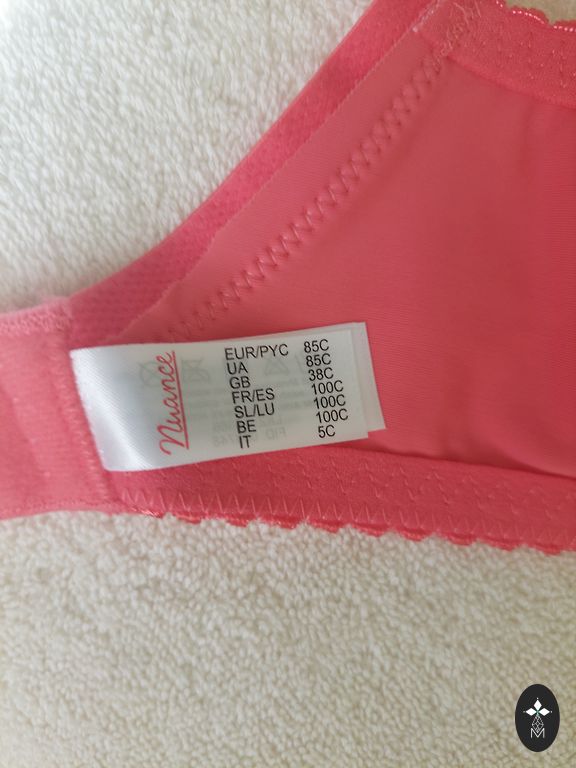 Nuance
EUR/PYC 85C
UA 85C
GB 38C
FR/ES 100C
SL/LU 100C
BE 100C
IT 5C
M